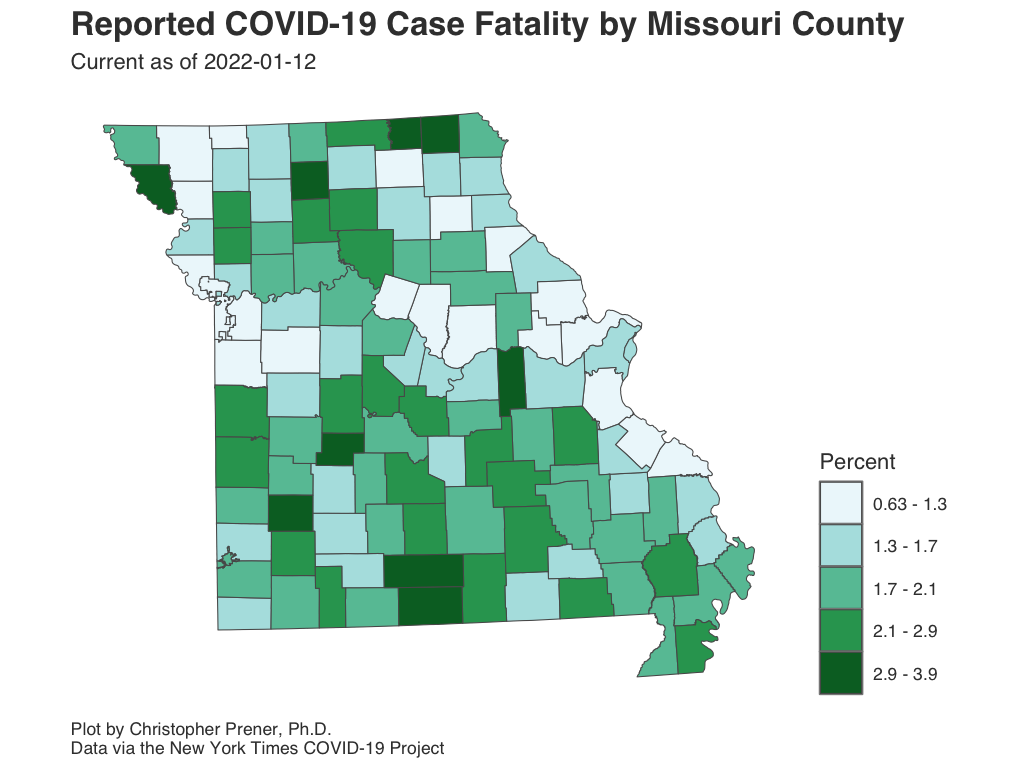 Reported COVID-19 Case Fatality by Missouri County
Current as of 2022-01-12
Percent
0.63 - 1.3
1.3 - 1.7
1.7 - 2.1
2.1 - 2.9
2.9 - 3.9
Plot by Christopher Prener, Ph.D.
Data via the New York Times COVID-19 Project